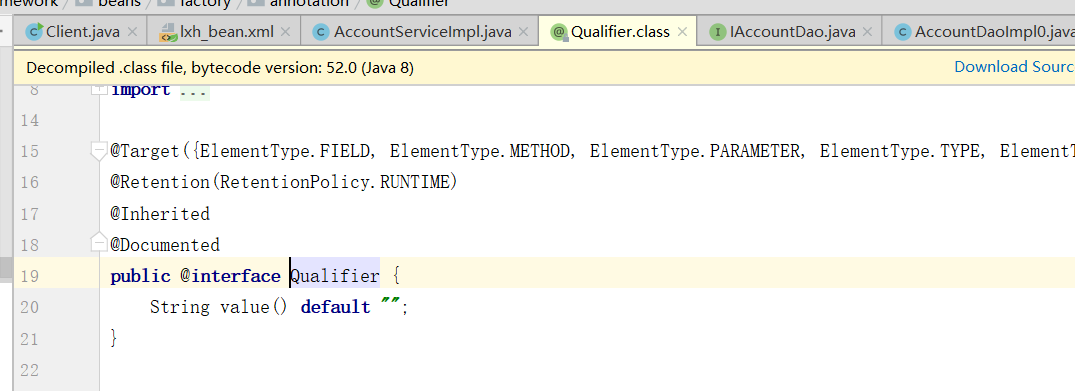 mework / beans / factory / annotation / Qualifier
Client.java × lxh_bean.xml × AccountServiceImpl.java × Qualifier.class × IAccountDao.java × AccountDaoImpl0.java
Decompiled .class file, bytecode version: 52.0 (Java 8) Download Sourc
8 import ...
14
15 @Target({ElementType.FIELD, ElementType.METHOD, ElementType.PARAMETER, ElementType.TYPE, ElementT
16 @Retention(RetentionPolicy.RUNTIME)
17 @Inherited
18 @Documented
19 public @interface Qualifier {
20 String value() default "";
21 }
22